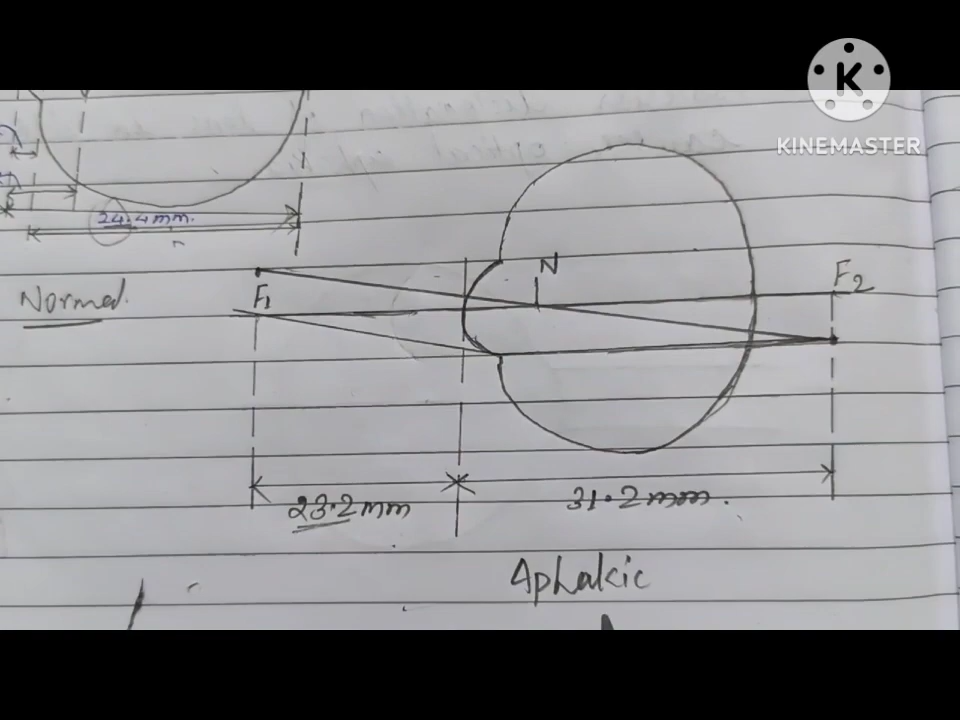 KINEMASTER
24.4mm.
N
F2
Normal.
F1
23.2mm
31.2mm.
Aphakic